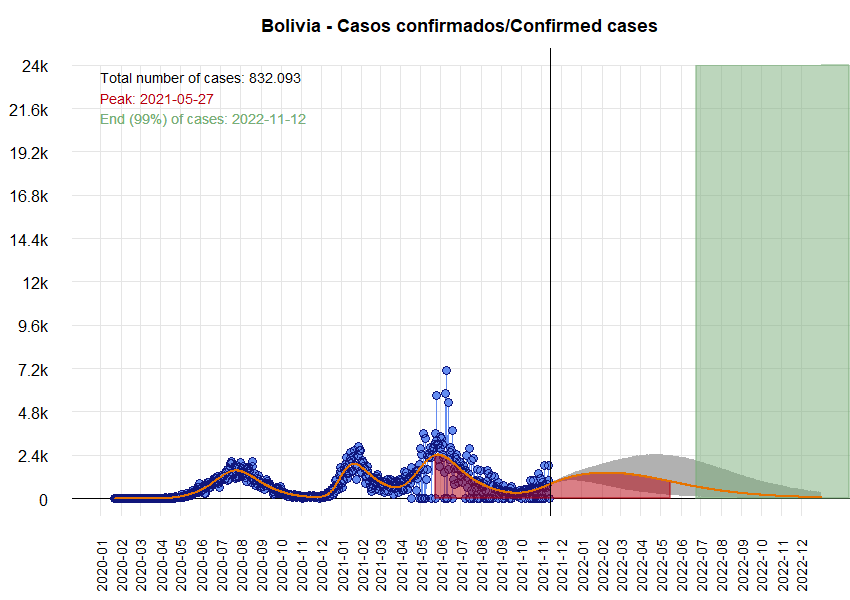 Bolivia - Casos confirmados/Confirmed cases
Total number of cases: 832.093
Peak: 2021-05-27
End (99%) of cases: 2022-11-12
24k
21.6k
19.2k
16.8k
14.4k
12k
9.6k
7.2k
4.8k
2.4k
0
2020-01
2020-02
2020-03
2020-04
2020-05
2020-06
2020-07
2020-08
2020-09
2020-10
2020-11
2020-12
2021-01
2021-02
2021-03
2021-04
2021-05
2021-06
2021-07
2021-08
2021-09
2021-10
2021-11
2021-12
2022-01
2022-02
2022-03
2022-04
2022-05
2022-06
2022-07
2022-08
2022-09
2022-10
2022-11
2022-12